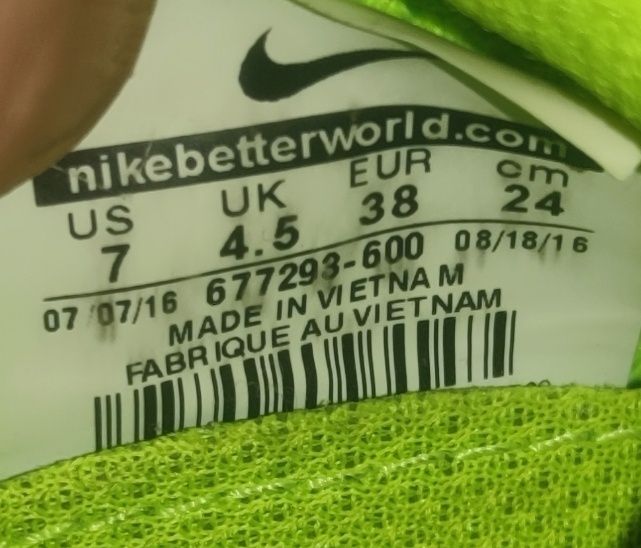 nikebetterworld.com
US UK EUR cm
7 4.5 38 24
07/07/16 677293-600 08/18/16
MADE IN VIETNAM
FABRIQUE AU VIETNAM